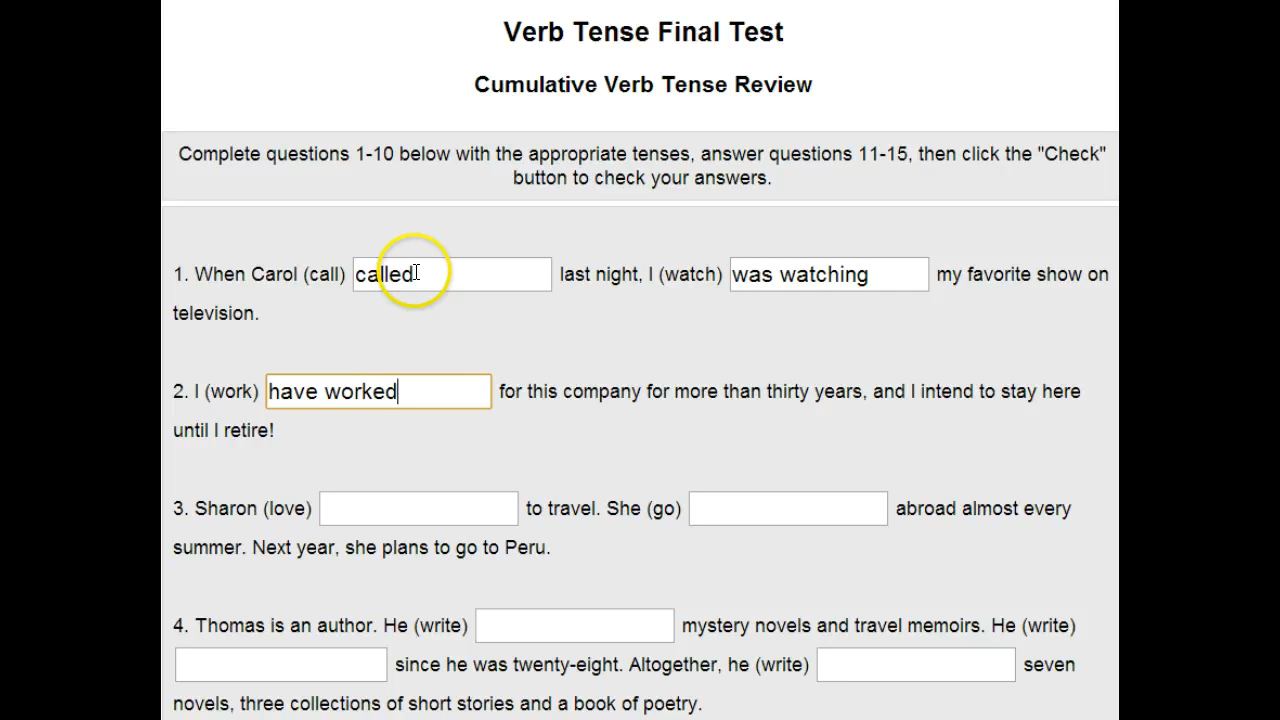 Verb Tense Final Test
Cumulative Verb Tense Review
Complete questions 1-10 below with the appropriate tenses, answer questions 11-15, then click the "Check"
button to check your answers.
1. When Carol (call) called last night, I (watch) was watching my favorite show on
television.
2. I (work) have worked for this company for more than thirty years, and I intend to stay here
until I retire!
3. Sharon (love) to travel. She (go) abroad almost every
summer. Next year, she plans to go to Peru.
4. Thomas is an author. He (write) mystery novels and travel memoirs. He (write)
since he was twenty-eight. Altogether, he (write) seven
novels, three collections of short stories and a book of poetry.